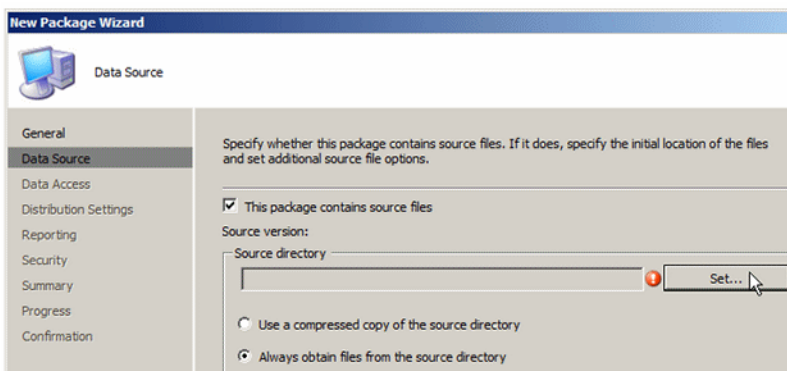 New Package Wizard
Data Source
General
Data Source
Data Access
Distribution Settings
Reporting
Security
Summary
Progress
Confirmation
Specify whether this package contains source files. If it does, specify the initial location of the files
and set additional source file options.
This package contains source files
Source version:
Source directory
Set...
Use a compressed copy of the source directory
Always obtain files from the source directory